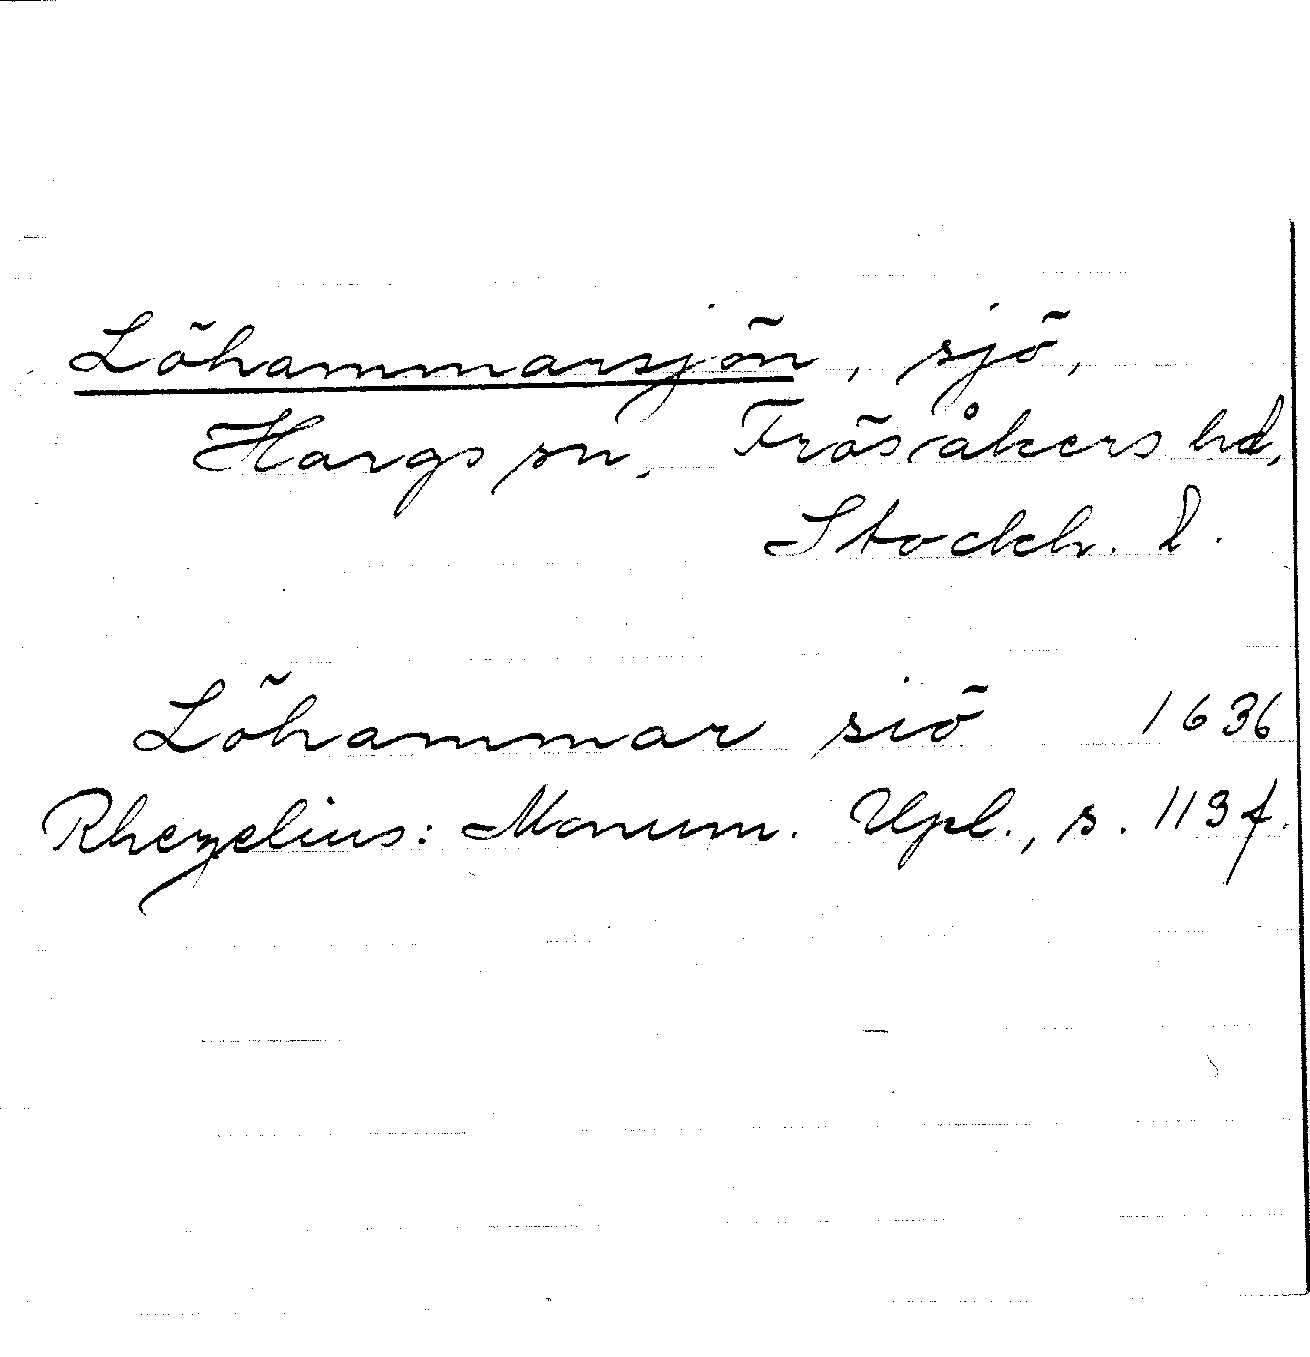 Löhammarsjön, sjö,
Hargs sn, Frösåkers hd,
Stockh. l.
Löhammar siö 1636
Rhezelius: Monum. Upl., s. 113 f.